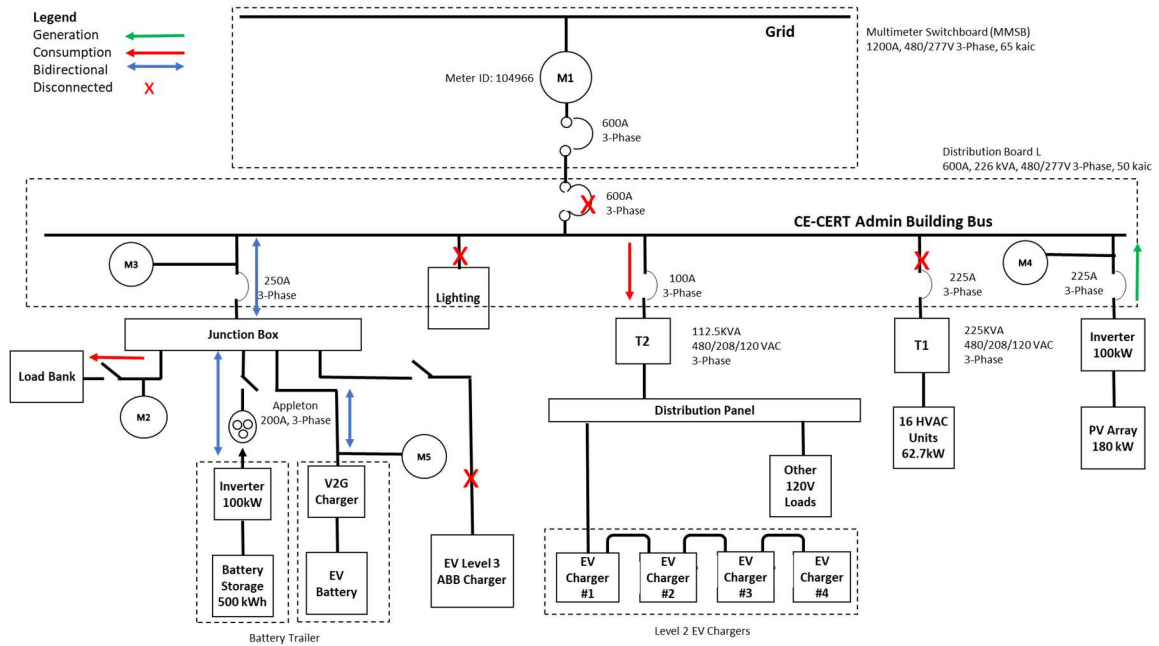 Legend
Generation
Consumption
Bidirectional
Disconnected X
Grid
Multimeter Switchboard (MMSB)
1200A, 480/277V 3-Phase, 65 kaic
Meter ID: 104966
M1
600A
3-Phase
Distribution Board L
600A, 226 kVA, 480/277V 3-Phase, 50 kaic
600A
3-Phase
CE-CERT Admin Building Bus
M3
250A
3-Phase
Lighting
100A
3-Phase
225A
3-Phase
M4
225A
3-Phase
Junction Box
T2
112.5KVA
480/208/120 VAC
3-Phase
T1
225KVA
480/208/120 VAC
3-Phase
Inverter
100kW
Load Bank
M2
Appleton
200A, 3-Phase
M5
Distribution Panel
16 HVAC
Units
62.7kW
PV Array
180 kW
Inverter
100kW
V2G
Charger
Other
120V
Loads
Battery
Storage
500 kWh
EV
Battery
EV Level 3
ABB Charger
EV
Charger
#1
EV
Charger
#2
EV
Charger
#3
EV
Charger
#4
Battery Trailer
Level 2 EV Chargers